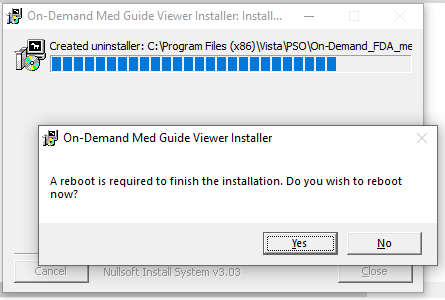 On-Demand Med Guide Viewer Installer: Install...
Created uninstaller: C:\Program Files (x86)\Vista\PSO\On-Demand_FDA_me
On-Demand Med Guide Viewer Installer
A reboot is required to finish the installation. Do you wish to reboot
now?
Yes No
Cancel Nullsoft Install System v3.03 Close